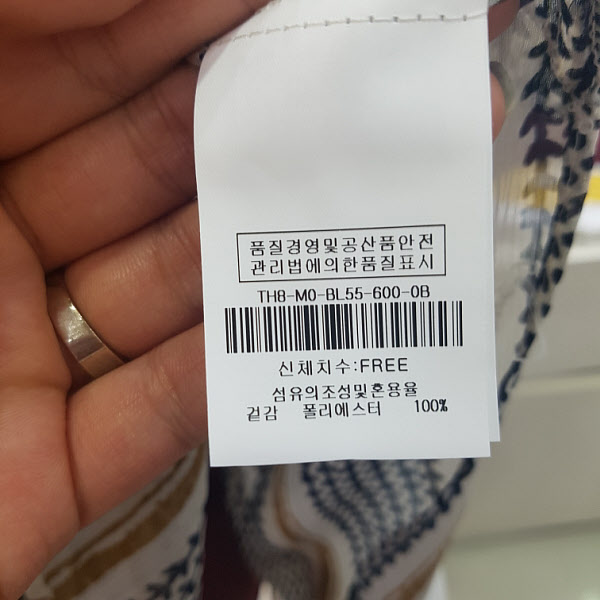 품질경영및공산품안전
관리법에의한품질표시
TH8-M0-BL55-600-0B
신체치수:FREE
섬유의조성및혼용율
겉감 폴리에스터 100%